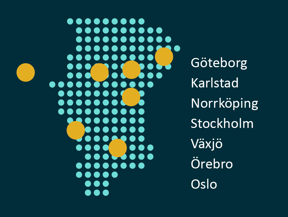 Göteborg
Karlstad
Norrköping
Stockholm
Växjö
Örebro
Oslo